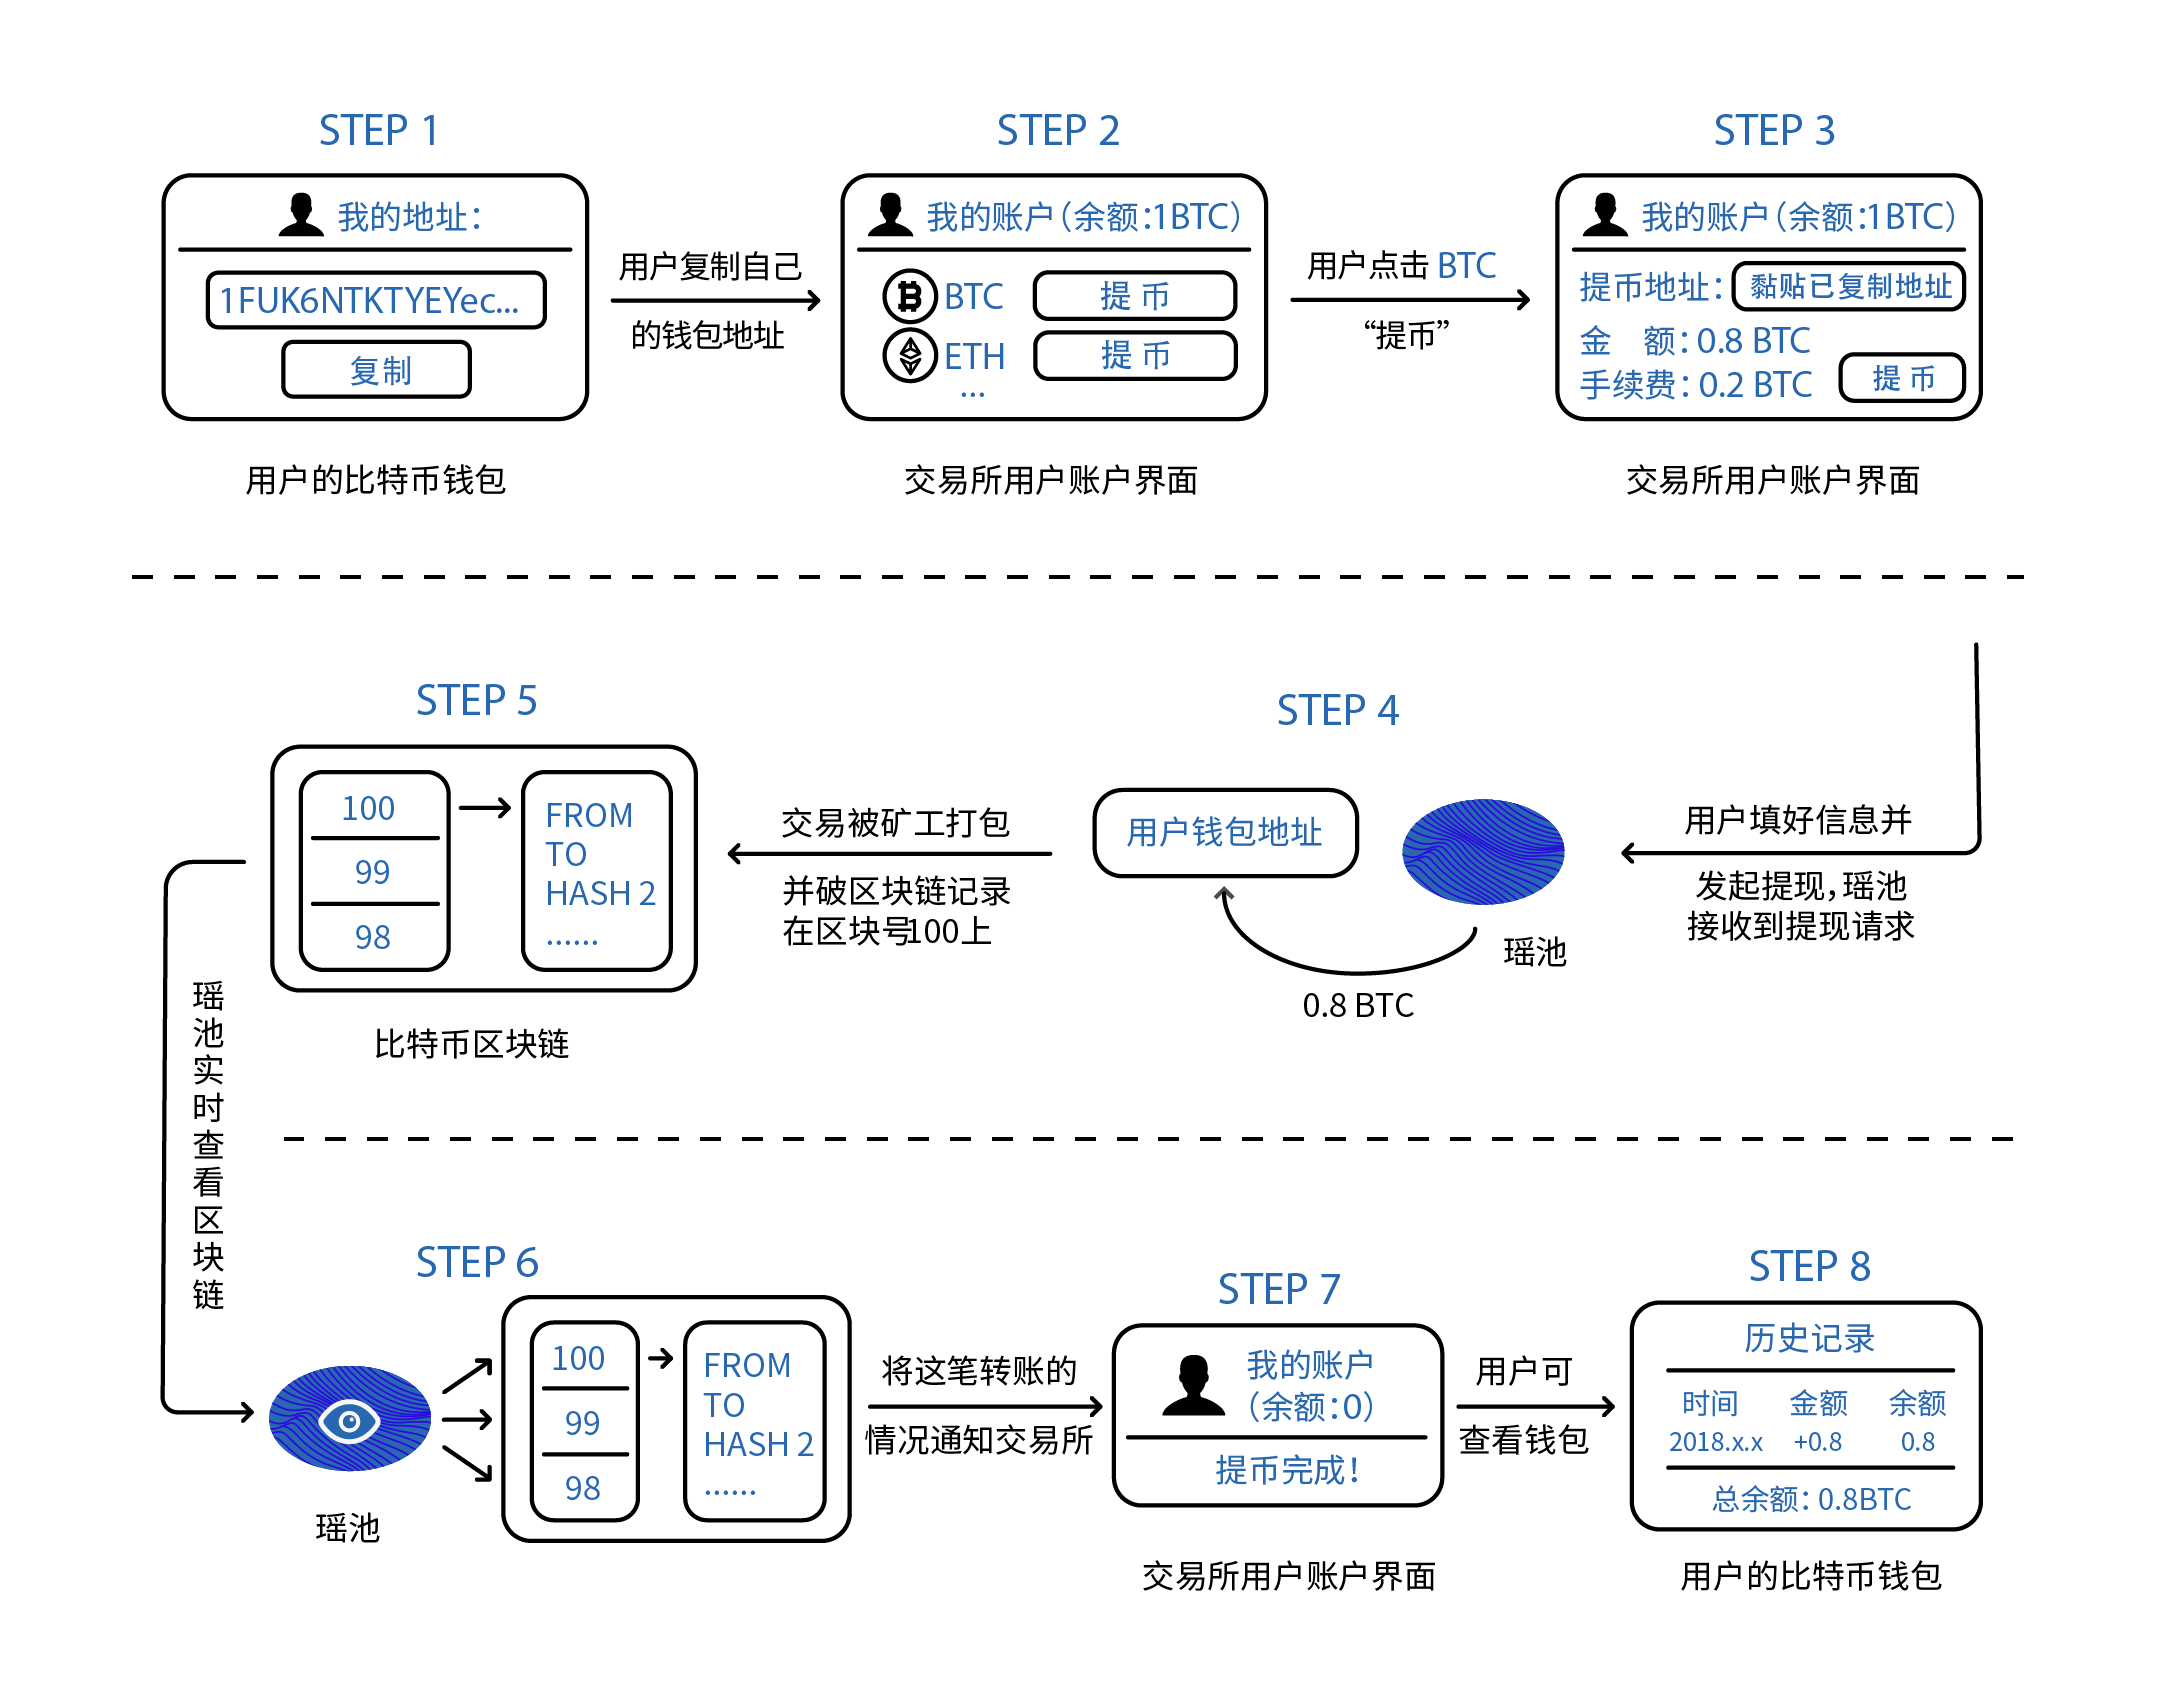 STEP 1
我的地址：
1FUK6NTKTYEYec...
复制
用户的比特币钱包
用户复制自己
的钱包地址
STEP 2
我的账户（余额：1BTC）
BTC
提 币
ETH
提 币
...
交易所用户账户界面
用户点击 BTC
“提币”
STEP 3
我的账户（余额：1BTC）
提币地址：
黏贴已复制地址
金 额：0.8 BTC
手续费：0.2 BTC
提 币
交易所用户账户界面
用户填好信息并
发起提现，瑶池
接收到提现请求
STEP 4
用户钱包地址
瑶池
0.8 BTC
交易被矿工打包
并破区块链记录
在区块号100上
STEP 5
100
99
98
FROM
TO
HASH 2
......
比特币区块链
瑶池实时查看区块链
STEP 6
瑶池
100
99
98
FROM
TO
HASH 2
......
将这笔转账的
情况通知交易所
STEP 7
我的账户
（余额：0）
提币完成！
交易所用户账户界面
用户可
查看钱包
STEP 8
历史记录
时间 金额 余额
2018.x.x +0.8 0.8
总余额：0.8BTC
用户的比特币钱包